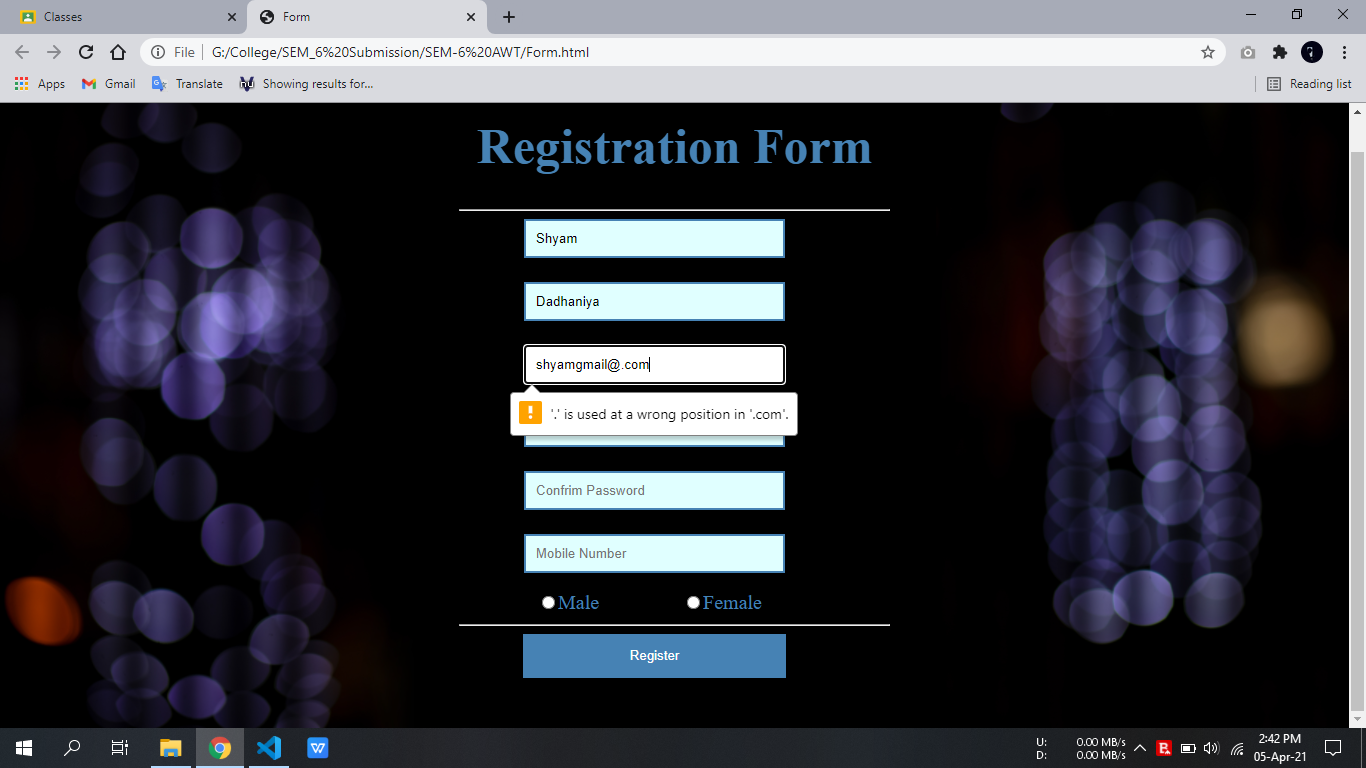 Classes
Form
File
G:/College/SEM_6%20Submission/SEM-6%20AWT/Form.html
Apps
Gmail
Translate
Showing results for...
Reading list
Registration Form
Shyam
Dadhaniya
shyamgmail@.com
'.' is used at a wrong position in '.com'.
Confrim Password
Mobile Number
Male
Female
Register
U: 0.00 MB/s
D: 0.00 MB/s
2:42 PM
05-Apr-21